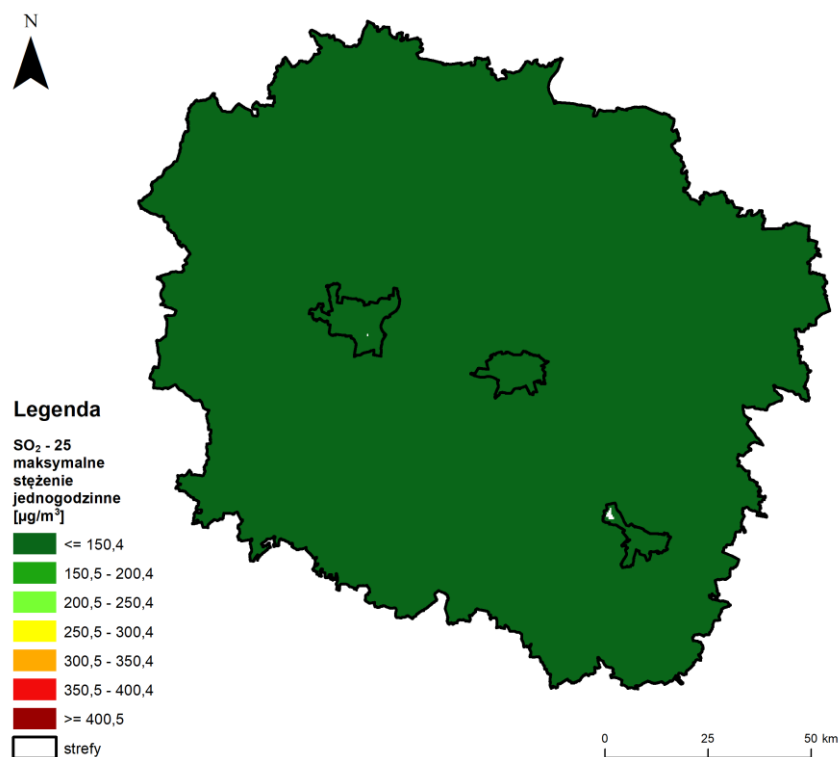 N
Legenda
SO₂ - 25
maksymalne
stężenie
jednogodzinne
[µg/m³]
<= 150,4
150,5 - 200,4
200,5 - 250,4
250,5 - 300,4
300,5 - 350,4
350,5 - 400,4
>= 400,5
strefy
0 25 50 km